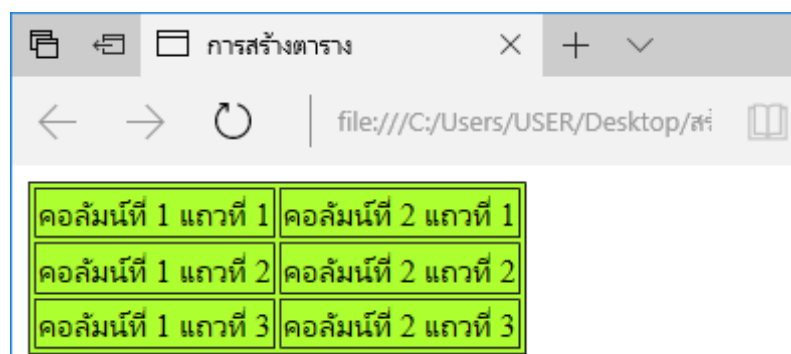 การสร้างตาราง
file:///C:/Users/USER/Desktop/สร้
คอลัมน์ที่ 1 แถวที่ 1 คอลัมน์ที่ 2 แถวที่ 1
คอลัมน์ที่ 1 แถวที่ 2 คอลัมน์ที่ 2 แถวที่ 2
คอลัมน์ที่ 1 แถวที่ 3 คอลัมน์ที่ 2 แถวที่ 3